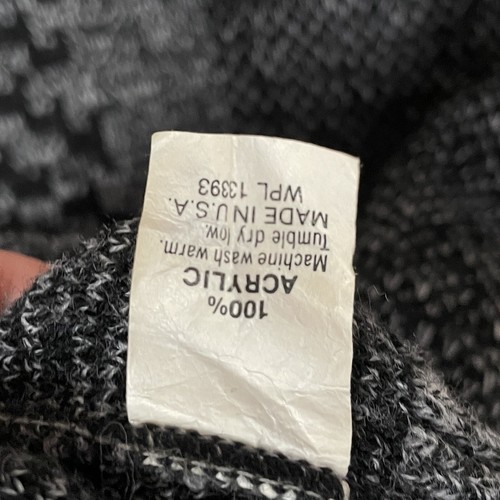 100%
ACRYLIC
Machine wash warm.
Tumble dry low.
MADE IN U.S.A.
WPL 13393